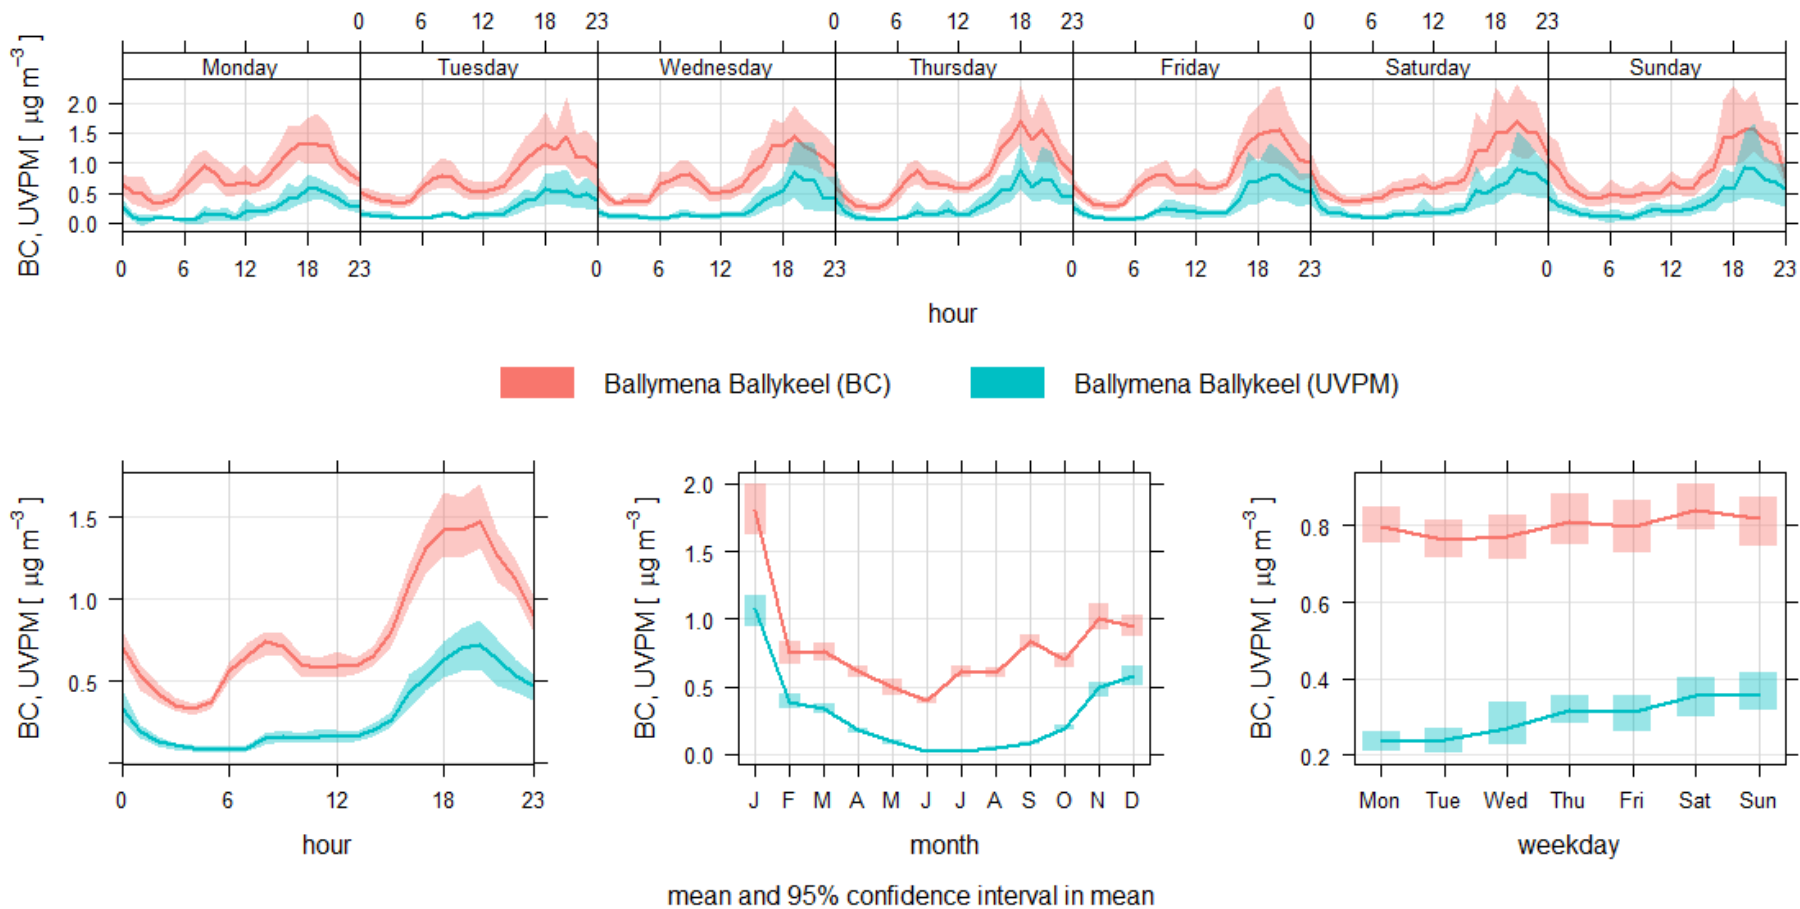 0 6 12 18 23 0 6 12 18 23 0 6 12 18 23
Monday Tuesday Wednesday Thursday Friday Saturday Sunday
BC, UVPM [ μg m⁻³ ]
2.0
1.5
1.0
0.5
0.0
0 6 12 18 23 0 6 12 18 23 0 6 12 18 23 0 6 12 18 23
hour
Ballymena Ballykeel (BC) Ballymena Ballykeel (UVPM)
BC, UVPM [ μg m⁻³ ]
1.5
1.0
0.5
0 6 12 18 23
hour
BC, UVPM [ μg m⁻³ ]
2.0
1.5
1.0
0.5
0.0
J F M A M J J A S O N D
month
BC, UVPM [ μg m⁻³ ]
0.8
0.6
0.4
0.2
Mon Tue Wed Thu Fri Sat Sun
weekday
mean and 95% confidence interval in mean